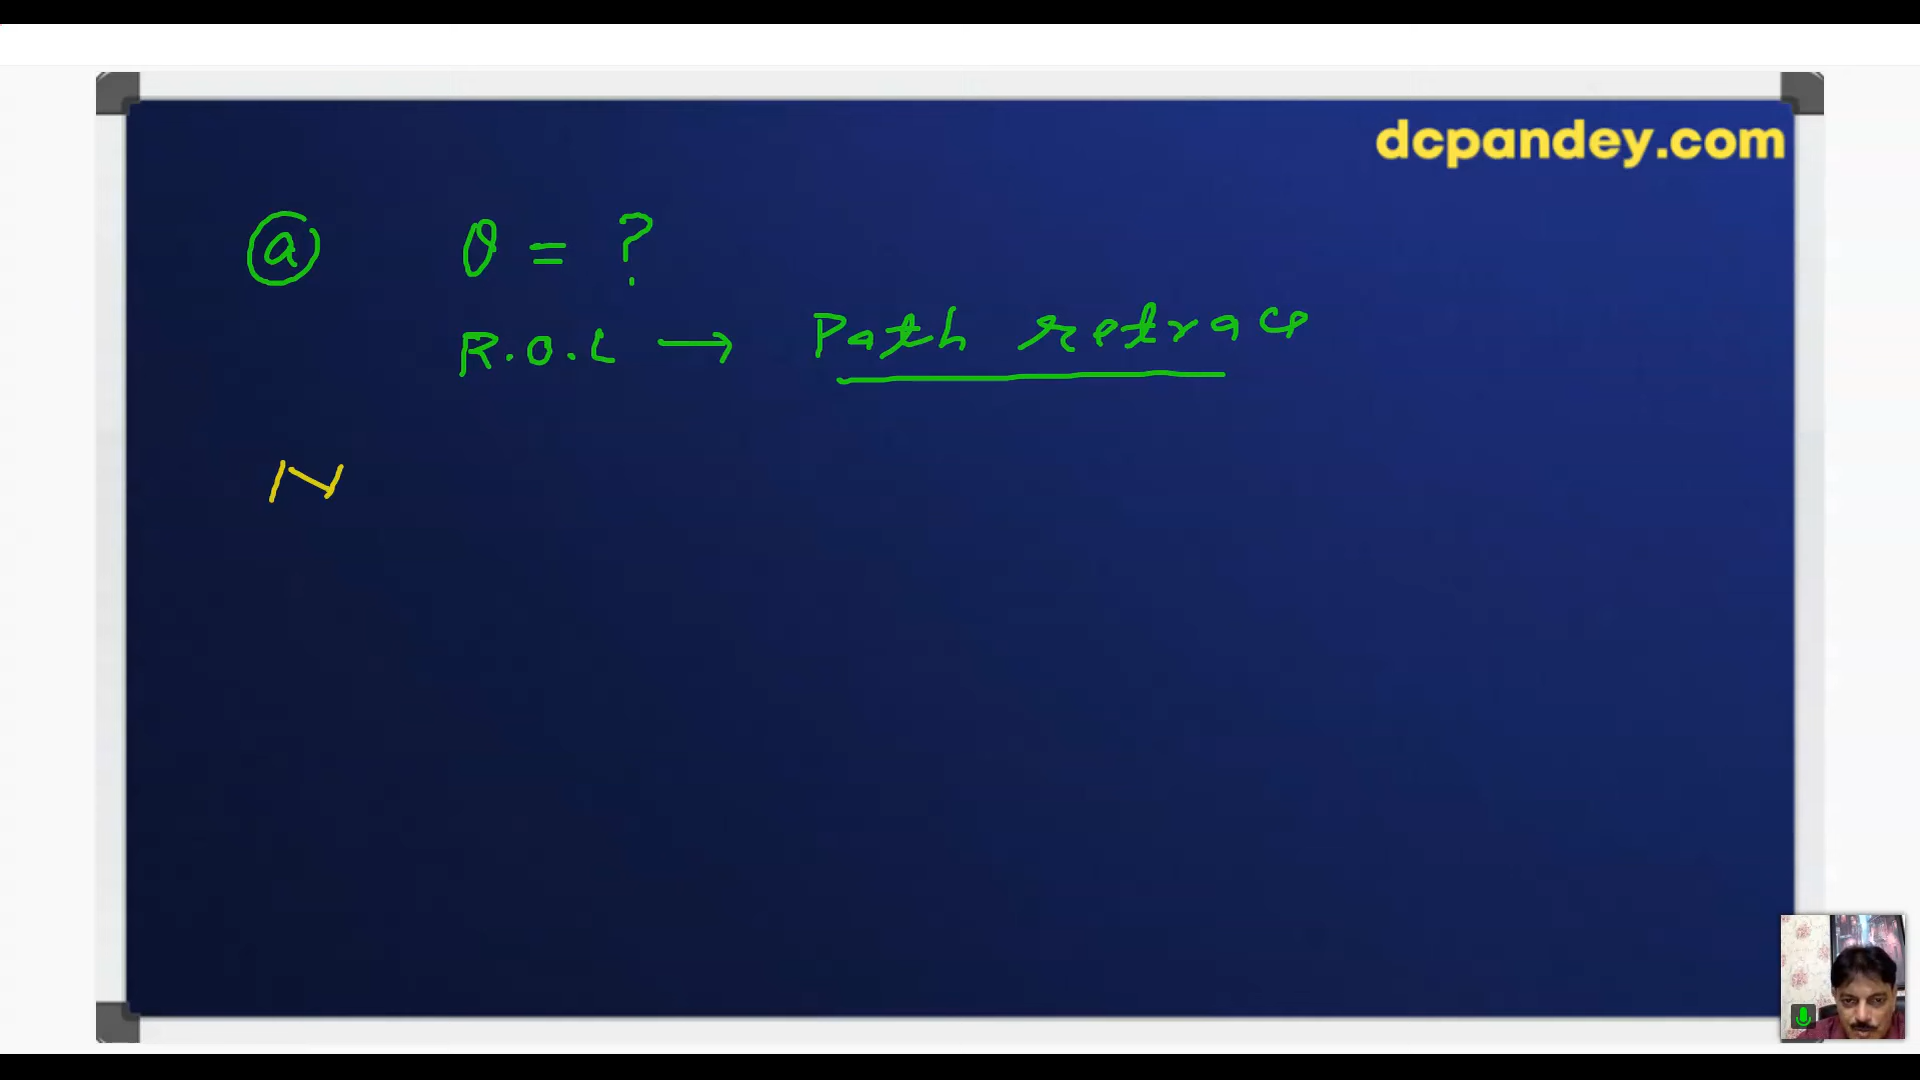 dcpandey.com
ⓐ θ = ?
R.O.L → Path retrace
N